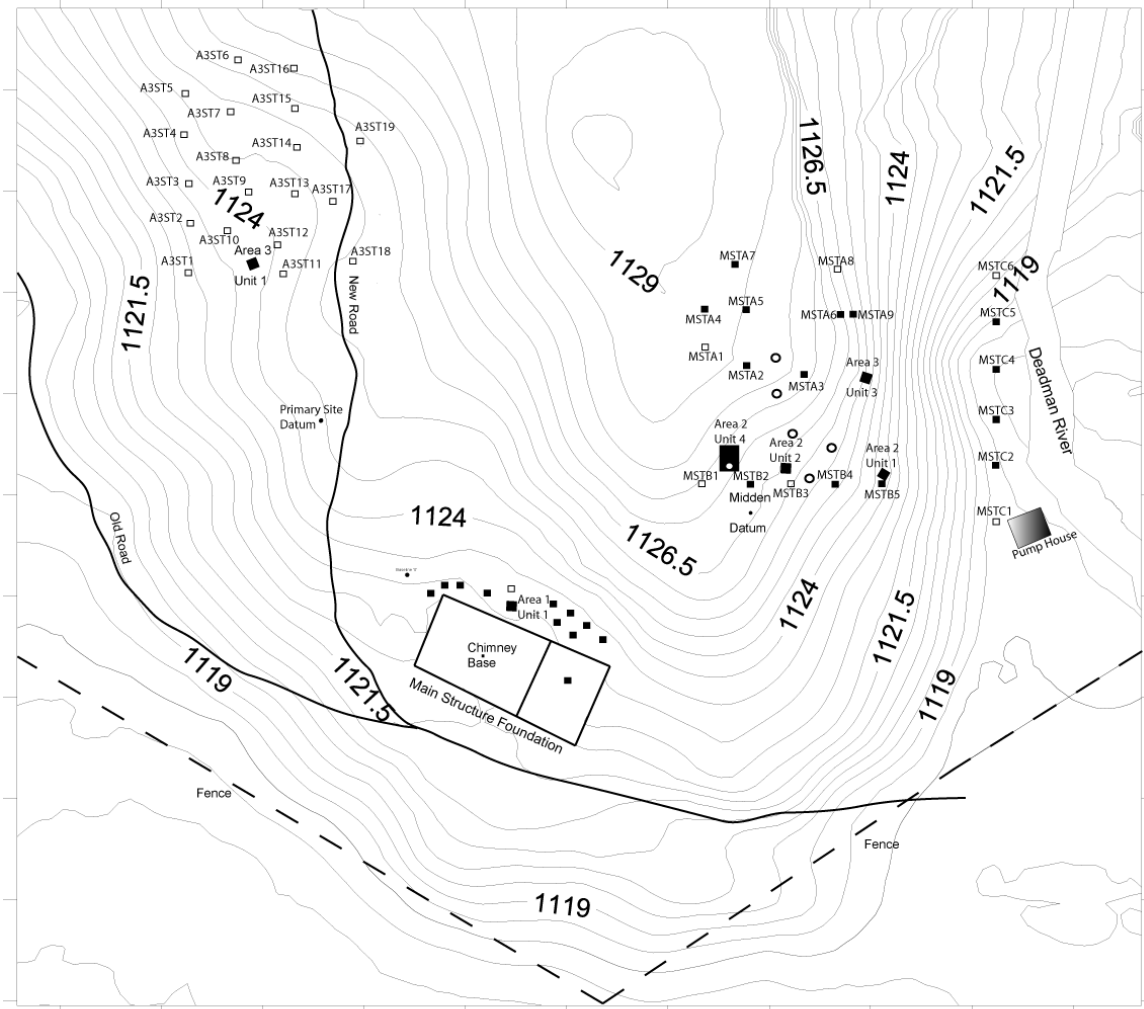 A3ST6
A3ST16
A3ST5
A3ST15
A3ST7
A3ST4
A3ST14
A3ST19
A3ST8
A3ST3
A3ST9
A3ST13
A3ST17
1124
A3ST2
A3ST10
A3ST12
Area 3
Unit 1
A3ST1
A3ST11
A3ST18
New Road
1121.5
Primary Site
Datum
1126.5
1124
1121.5
1129
MSTA7
MSTA8
MSTC6
1119
MSTA4
MSTA5
MSTA6
MSTA9
MSTC5
MSTA1
MSTA2
MSTA3
Area 3
Unit 3
MSTC4
Deadman River
MSTC3
Area 2
Unit 4
Area 2
Unit 2
Area 2
Unit 1
MSTC2
MSTB1
MSTB2
MSTB3
MSTB4
MSTB5
Midden
Datum
MSTC1
Pump House
1124
Old Road
1126.5
1124
1121.5
Area 1
Unit 1
Chimney
Base
Main Structure Foundation
1119
1121.5
1119
Fence
Fence
1119